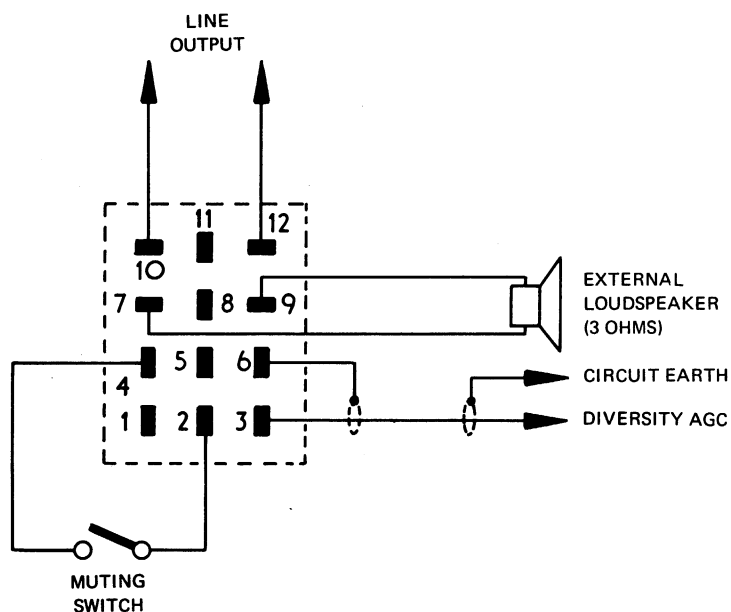 LINE
OUTPUT
11
12
10
7
8
9
EXTERNAL
LOUDSPEAKER
(3 OHMS)
5
6
4
CIRCUIT EARTH
1
2
3
DIVERSITY AGC
MUTING
SWITCH